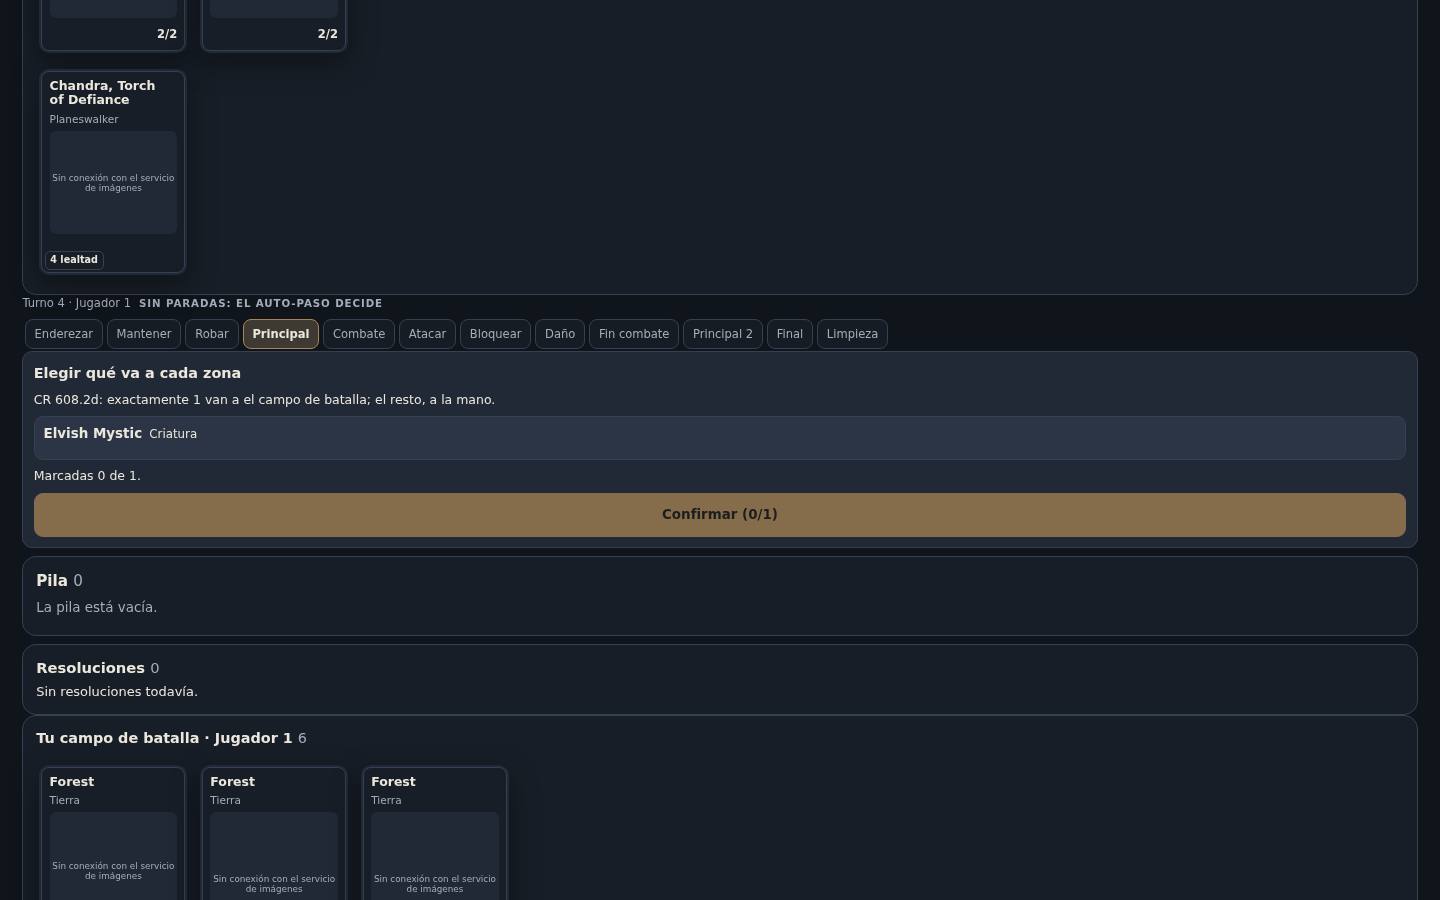 2/2
2/2
Chandra, Torch
of Defiance
Planeswalker
Sin conexión con el servicio
de imágenes
4 lealtad
Turno 4 · Jugador 1 SIN PARADAS: EL AUTO-PASO DECIDE
Enderezar Mantener Robar Principal Combate Atacar Bloquear Daño Fin combate Principal 2 Final Limpieza
Elegir qué va a cada zona
CR 608.2d: exactamente 1 van a el campo de batalla; el resto, a la mano.
Elvish Mystic Criatura
Marcadas 0 de 1.
Confirmar (0/1)
Pila 0
La pila está vacía.
Resoluciones 0
Sin resoluciones todavía.
Tu campo de batalla · Jugador 1 6
Forest
Tierra
Sin conexión con el servicio
de imágenes
Forest
Tierra
Sin conexión con el servicio
de imágenes
Forest
Tierra
Sin conexión con el servicio
de imágenes